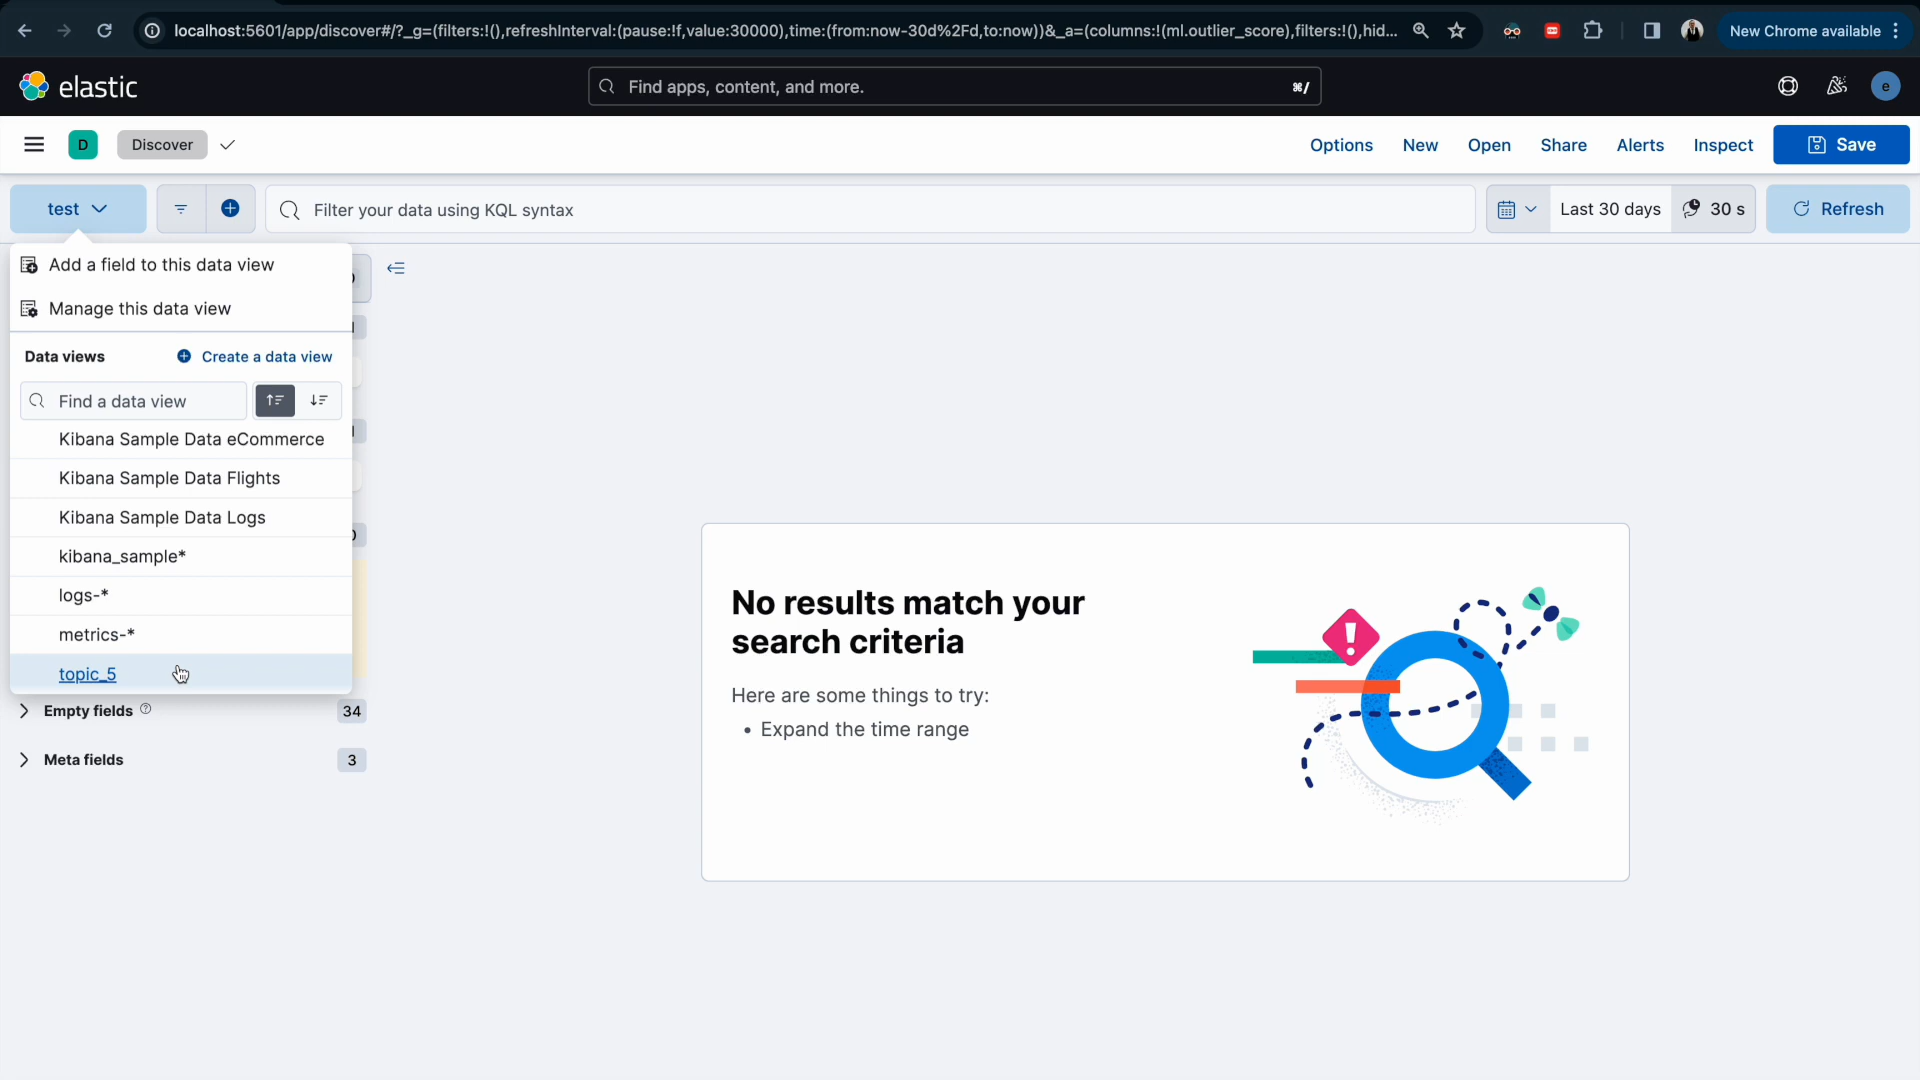 localhost:5601/app/discover#/?_g=(filters:!(),refreshInterval:(pause:!f,value:30000),time:(from:now-30d%2Fd,to:now))&_a=(columns:!(ml.outlier_score),filters:!(),hid...
New Chrome available
elastic
Find apps, content, and more.
⌘/
e
D
Discover
Options
New
Open
Share
Alerts
Inspect
Save
test
Filter your data using KQL syntax
Last 30 days
30 s
Refresh
Add a field to this data view
Manage this data view
Data views
Create a data view
Find a data view
Kibana Sample Data eCommerce
Kibana Sample Data Flights
Kibana Sample Data Logs
kibana_sample*
logs-*
metrics-*
topic_5
Empty fields
34
Meta fields
3
No results match your
search criteria
Here are some things to try:
• Expand the time range